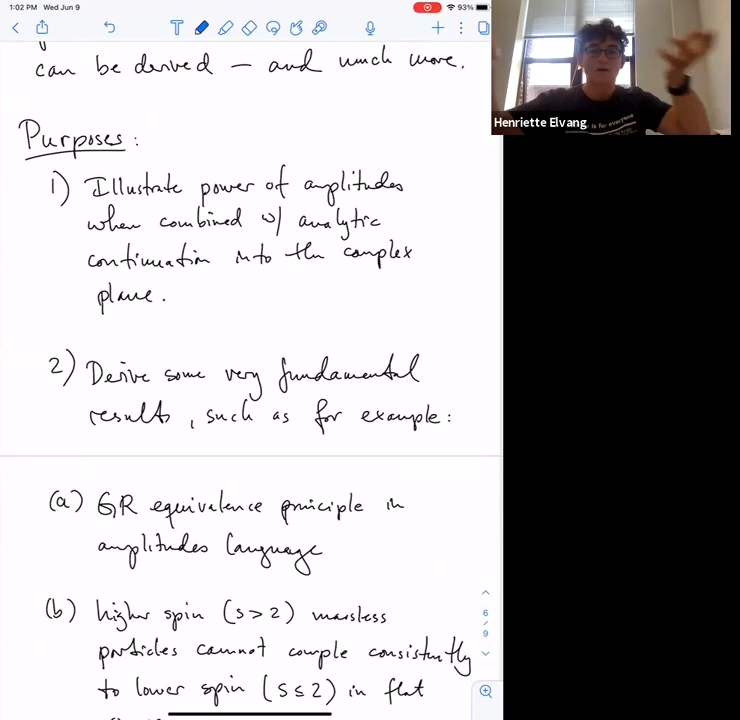 1:02 PM Wed Jun 9
93%
can be derived — and much more.
Henriette Elvang
is for everyone
Purposes:
1) Illustrate power of amplitudes
when combined w/ analytic
continuation into the complex
plane.
2) Derive some very fundamental
results, such as for example:
(a) GR equivalence principle in
amplitudes language
(b) higher spin (s > 2) massless
particles cannot couple consistently
to lower spin (s ≤ 2) in flat
6
/
9
T